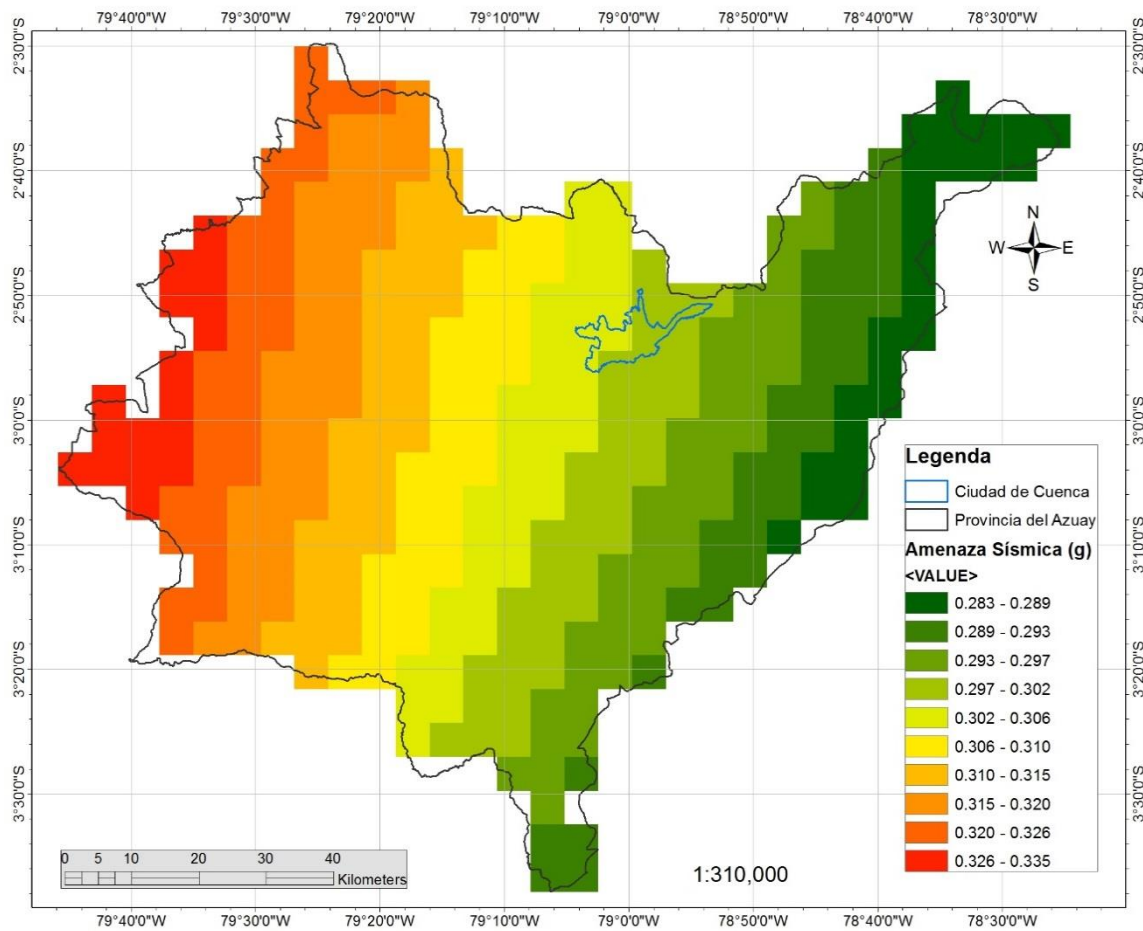 79°40'0"W 79°30'0"W 79°20'0"W 79°10'0"W 79°0'0"W 78°50'0"W 78°40'0"W 78°30'0"W
2°30'0"S 2°30'0"S
2°40'0"S 2°40'0"S
N
W E
S
2°50'0"S 2°50'0"S
3°0'0"S 3°0'0"S
Legenda
Ciudad de Cuenca
Provincia del Azuay
Amenaza Sísmica (g)
<VALUE>
0.283 - 0.289
0.289 - 0.293
0.293 - 0.297
0.297 - 0.302
0.302 - 0.306
0.306 - 0.310
0.310 - 0.315
0.315 - 0.320
0.320 - 0.326
0.326 - 0.335
3°10'0"S 3°10'0"S
3°20'0"S 3°20'0"S
3°30'0"S 3°30'0"S
0 5 10 20 30 40
Kilometers
1:310,000
79°40'0"W 79°30'0"W 79°20'0"W 79°10'0"W 79°0'0"W 78°50'0"W 78°40'0"W 78°30'0"W